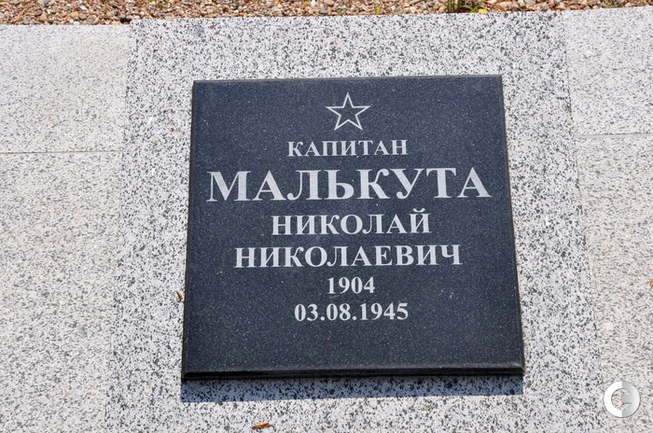 КАПИТАН
МАЛЬКУТА
НИКОЛАЙ
НИКОЛАЕВИЧ
1904
03.08.1945